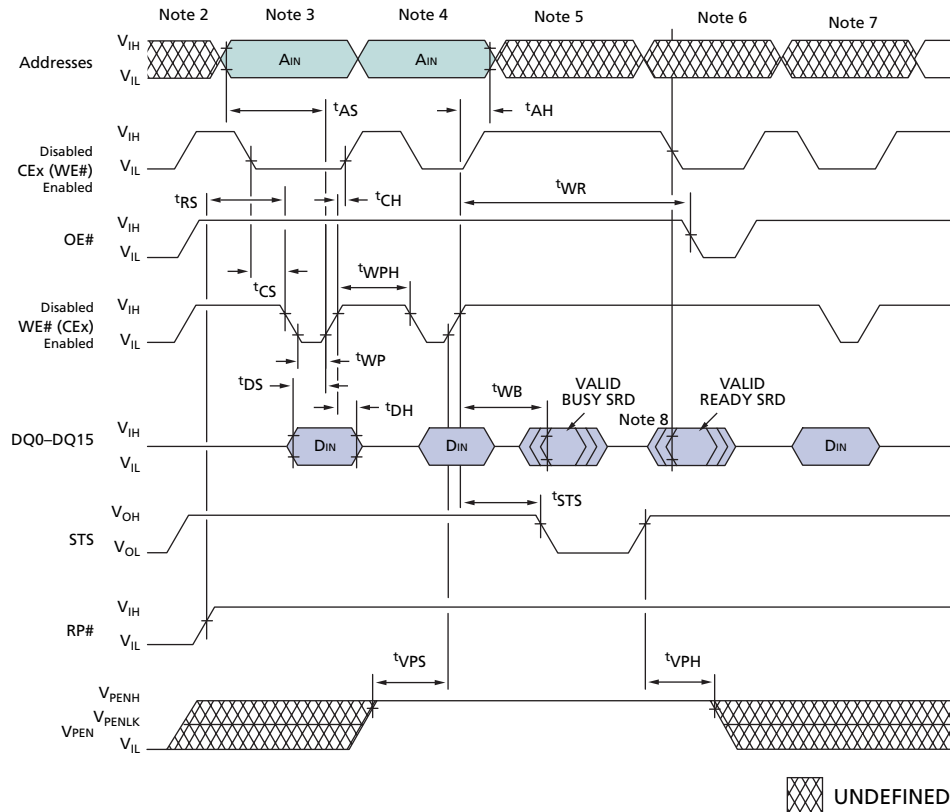 Note 2 Note 3 Note 4 Note 5 Note 6 Note 7
Addresses
VIH
VIL
AIN AIN
tAS tAH
Disabled
CEx (WE#)
Enabled
VIH
VIL
tRS tCH tWR
OE#
VIH
VIL
tCS tWPH
Disabled
WE# (CEx)
Enabled
VIH
VIL
tWP
tDS tDH tWB
VALID
BUSY SRD
VALID
READY SRD
Note 8
DQ0–DQ15
VIH
VIL
DIN DIN DIN
tSTS
STS
VOH
VOL
RP#
VIH
VIL
tVPS tVPH
VPEN
VPENH
VPENLK
VIL
UNDEFINED